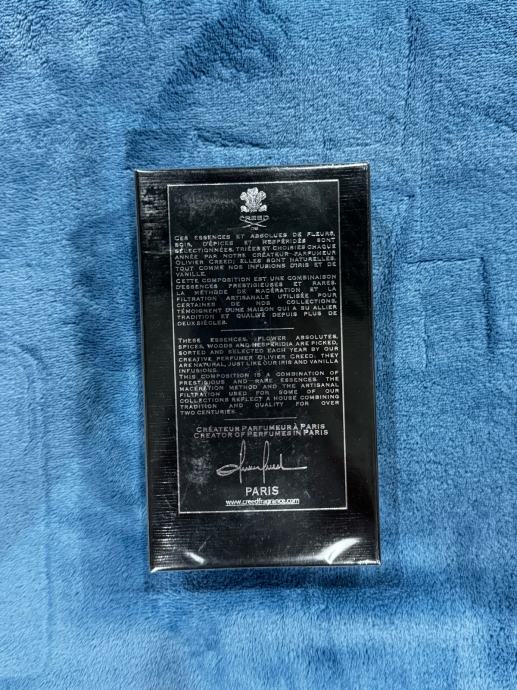 CREED
CES ESSENCES ET ABSOLUES DE FLEURS,
BOIS, D'ÉPICES ET HESPÉRIDÉS SONT
SÉLECTIONNÉES, TRIÉES ET CHOISIES CHAQUE
ANNÉE PAR NOTRE CRÉATEUR-PARFUMEUR
OLIVIER CREED; ELLES SONT NATURELLES,
TOUT COMME NOS INFUSIONS D'IRIS ET DE
VANILLE.
CETTE COMPOSITION EST UNE COMBINAISON
D'ESSENCES PRESTIGIEUSES ET RARES.
LA MÉTHODE DE MACÉRATION ET LA
FILTRATION ARTISANALE UTILISÉE POUR
CERTAINES DE NOS COLLECTIONS,
TÉMOIGNENT D'UNE MAISON QUI A SU ALLIER
TRADITION ET QUALITÉ DEPUIS PLUS DE
DEUX SIÈCLES.
THESE ESSENCES, FLOWER ABSOLUTES,
SPICES, WOODS AND HESPERIDIA ARE PICKED,
SORTED AND SELECTED EACH YEAR BY OUR
CREATIVE PERFUMER OLIVIER CREED; THEY
ARE NATURAL, JUST LIKE OUR IRIS AND VANILLA
INFUSIONS.
THIS COMPOSITION IS A COMBINATION OF
PRESTIGIOUS AND RARE ESSENCES. THE
MACERATION METHOD AND THE ARTISANAL
FILTRATION USED FOR SOME OF OUR
COLLECTIONS REFLECT A HOUSE COMBINING
TRADITION AND QUALITY FOR OVER
TWO CENTURIES.
CRÉATEUR PARFUMEUR À PARIS
CREATOR OF PERFUMES IN PARIS
PARIS
www.creedfragrance.com